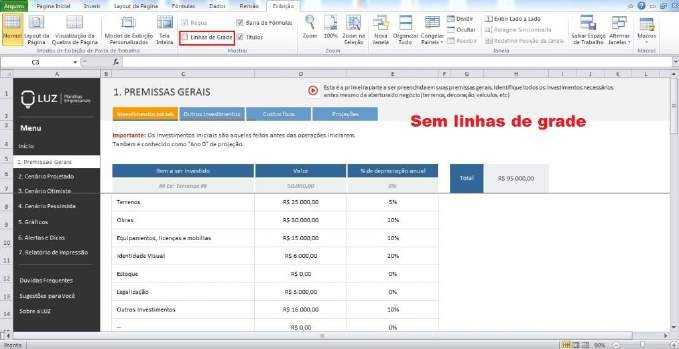 Arquivo Página Inicial Inserir Layout da Página Fórmulas Dados Revisão Exibição
Normal Layout da Página Visualização da Quebra de Página Modos de Exibição Personalizados Tela Inteira
Régua Barra de Fórmulas
Linhas de Grade Títulos
Zoom 100% Zoom na Seleção
Nova Janela Organizar Tudo Congelar Painéis
Dividir Exibir Lado a Lado
Ocultar Rolagem Sincronizada
Reexibir Redefinir Posição da Janela
Salvar Espaço de Trabalho Alternar Janelas Macros
Modos de Exibição de Pasta de Trabalho Mostrar Zoom Janela Macros
C3
A B C D E F G H I J K L
LUZ Planilhas Empresariais
1. PREMISSAS GERAIS
Esta é a primeira parte a ser preenchida em suas premissas gerais. Identifique todos os investimentos necessários
antes mesmo da abertura do negócio (terrenos, decoração, veículos, etc)
Investimentos Iniciais Outros Investimentos Custos fixos Projeções
Sem linhas de grade
Menu
Início
1. Premissas Gerais
2. Cenário Projetado
3. Cenário Otimista
4. Cenário Pessimista
5. Gráficos
6. Alertas e Dicas
7. Relatório de Impressão
Dúvidas Frequentes
Sugestões para Você
Sobre a LUZ
Importante: Os investimentos iniciais são aqueles feitos antes das operações iniciarem.
Também é conhecido como "Ano 0" de projeção.
Item a ser investido Valor % de depreciação anual
## Ex: Terrenos ## 50.000,00 0%
Total R$ 95.000,00
Terrenos R$ 25.000,00 5%
Obras R$ 30.000,00 10%
Equipamentos, licenças e mobílias R$ 15.000,00 10%
Identidade Visual R$ 6.000,00 20%
Estoque R$ 0,00 0%
Legalização R$ 3.000,00 0%
Outros Investimentos R$ 16.000,00 10%
-- R$ 0,00 0%
Pronto 90%